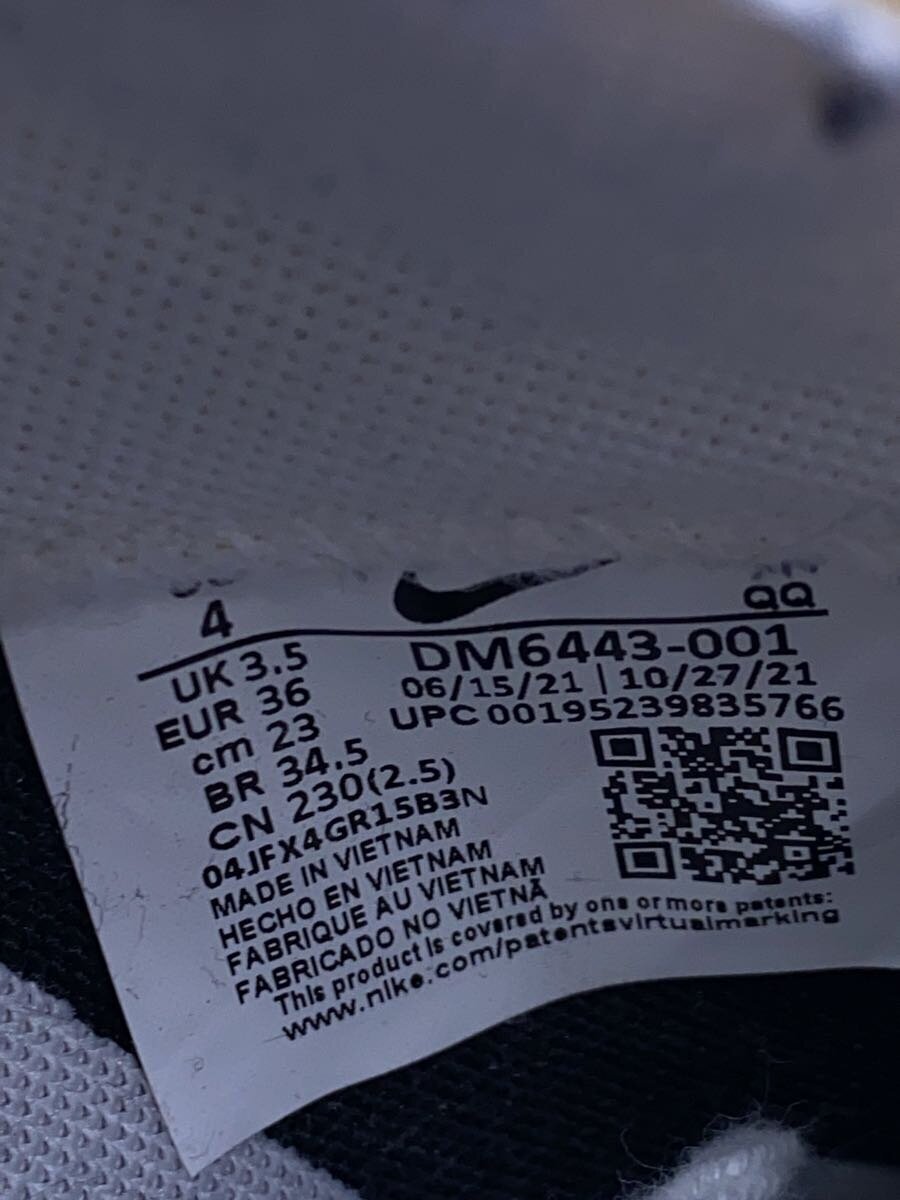 4
UK 3.5
EUR 36
cm 23
BR 34.5
CN 230(2.5)
04JFX4GR15B3N
MADE IN VIETNAM
HECHO EN VIETNAM
FABRIQUE AU VIETNAM
FABRICADO NO VIETNÃ
This product is covered by one or more patents:
www.nike.com/patentsvirtualmarking
QQ
DM6443-001
06/15/21 | 10/27/21
UPC 00195239835766